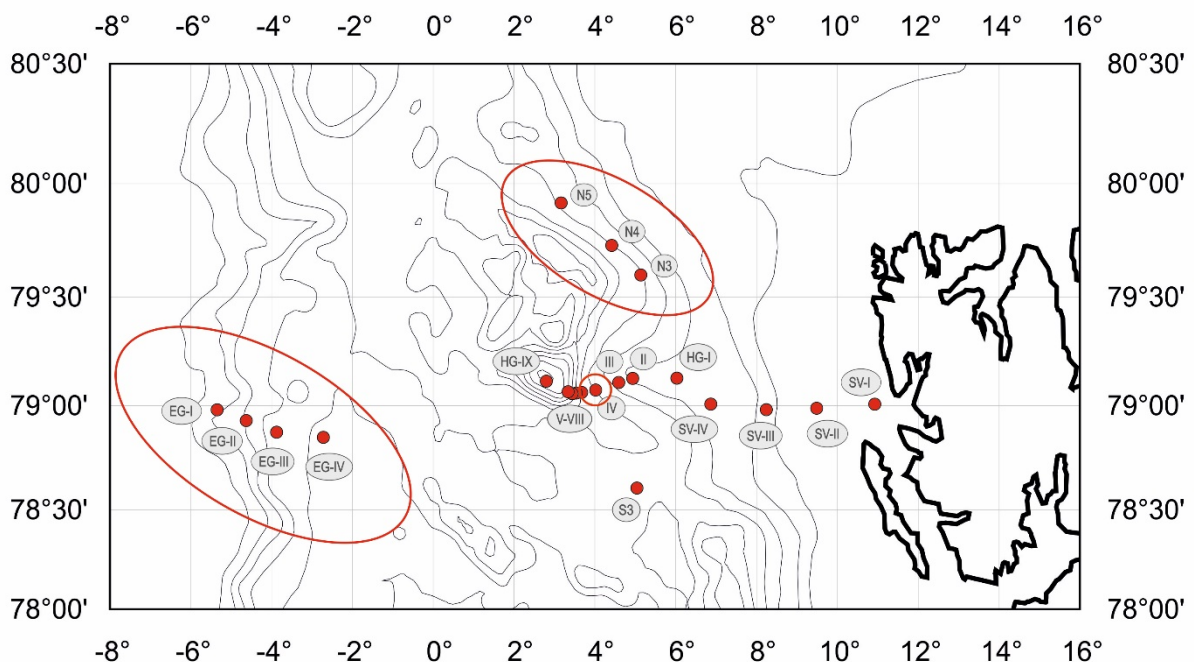 -8° -6° -4° -2° 0° 2° 4° 6° 8° 10° 12° 14° 16°
80°30' 80°30'
80°00' 80°00'
N5
N4
N3
79°30' 79°30'
HG-IX III II HG-I
SV-I
79°00' 79°00'
EG-I
V-VIII IV SV-IV SV-III SV-II
EG-II
EG-III EG-IV
78°30' 78°30'
S3
78°00' 78°00'
-8° -6° -4° -2° 0° 2° 4° 6° 8° 10° 12° 14° 16°